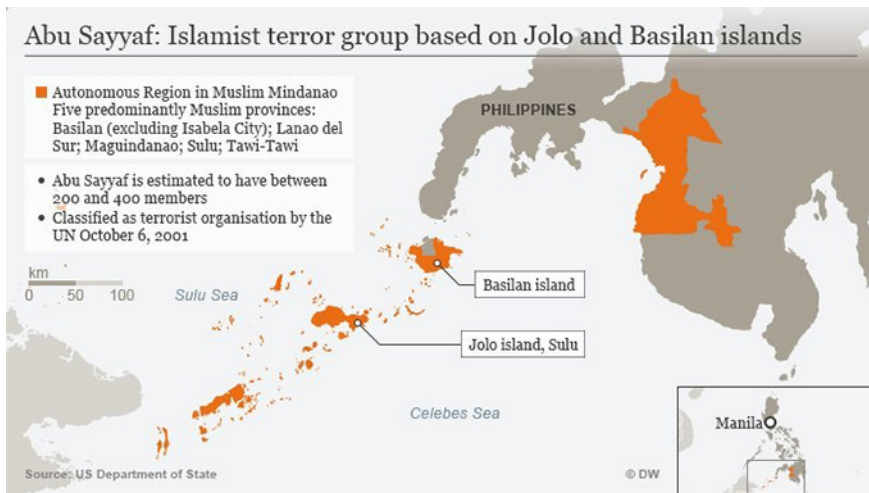 Abu Sayyaf: Islamist terror group based on Jolo and Basilan islands
Autonomous Region in Muslim Mindanao
Five predominantly Muslim provinces:
Basilan (excluding Isabela City); Lanao del
Sur; Maguindanao; Sulu; Tawi-Tawi
• Abu Sayyaf is estimated to have between
200 and 400 members
• Classified as terrorist organisation by the
UN October 6, 2001
PHILIPPINES
km
0 50 100
Sulu Sea
Basilan island
Jolo island, Sulu
Celebes Sea
Manila
Source: US Department of State
© DW